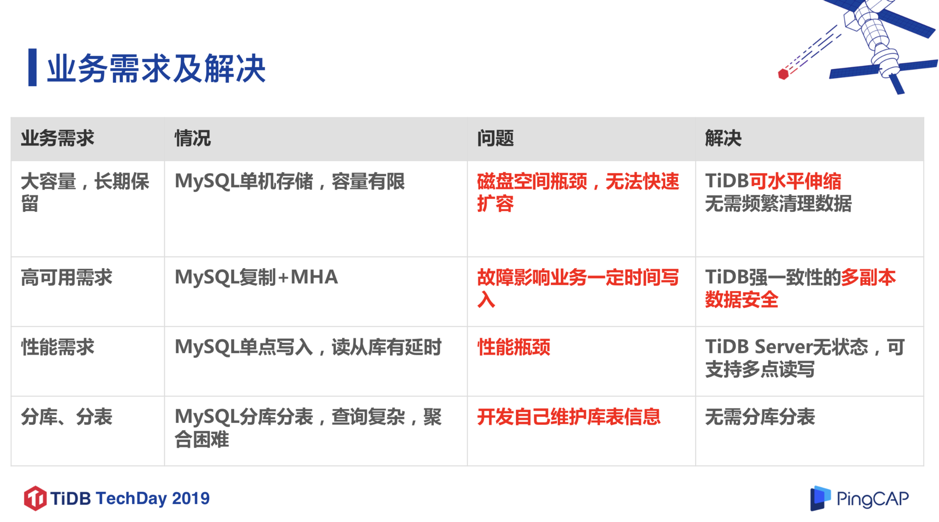 业务需求及解决
业务需求
情况
问题
解决
大容量，长期保
留
MySQL单机存储，容量有限
磁盘空间瓶颈，无法快速
扩容
TiDB可水平伸缩
无需频繁清理数据
高可用需求
MySQL复制+MHA
故障影响业务一定时间写
入
TiDB强一致性的多副本
数据安全
性能需求
MySQL单点写入，读从库有延时
性能瓶颈
TiDB Server无状态，可
支持多点读写
分库、分表
MySQL分库分表，查询复杂，聚
合困难
开发自己维护库表信息
无需分库分表
TiDB TechDay 2019
PingCAP